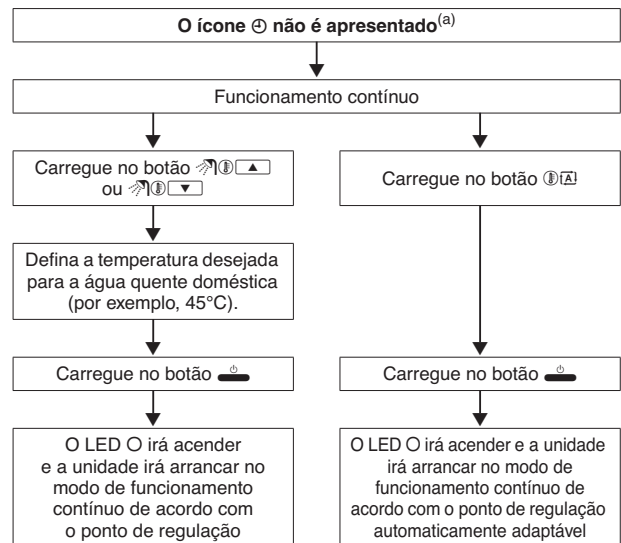 O ícone não é apresentado(a)
Funcionamento contínuo
Carregue no botão
ou
Defina a temperatura desejada
para a água quente doméstica
(por exemplo, 45°C).
Carregue no botão
O LED O irá acender
e a unidade irá arrancar no
modo de funcionamento
contínuo de acordo com
o ponto de regulação
Carregue no botão A
Carregue no botão
O LED O irá acender e a unidade
irá arrancar no modo de
funcionamento contínuo de
acordo com o ponto de regulação
automaticamente adaptável